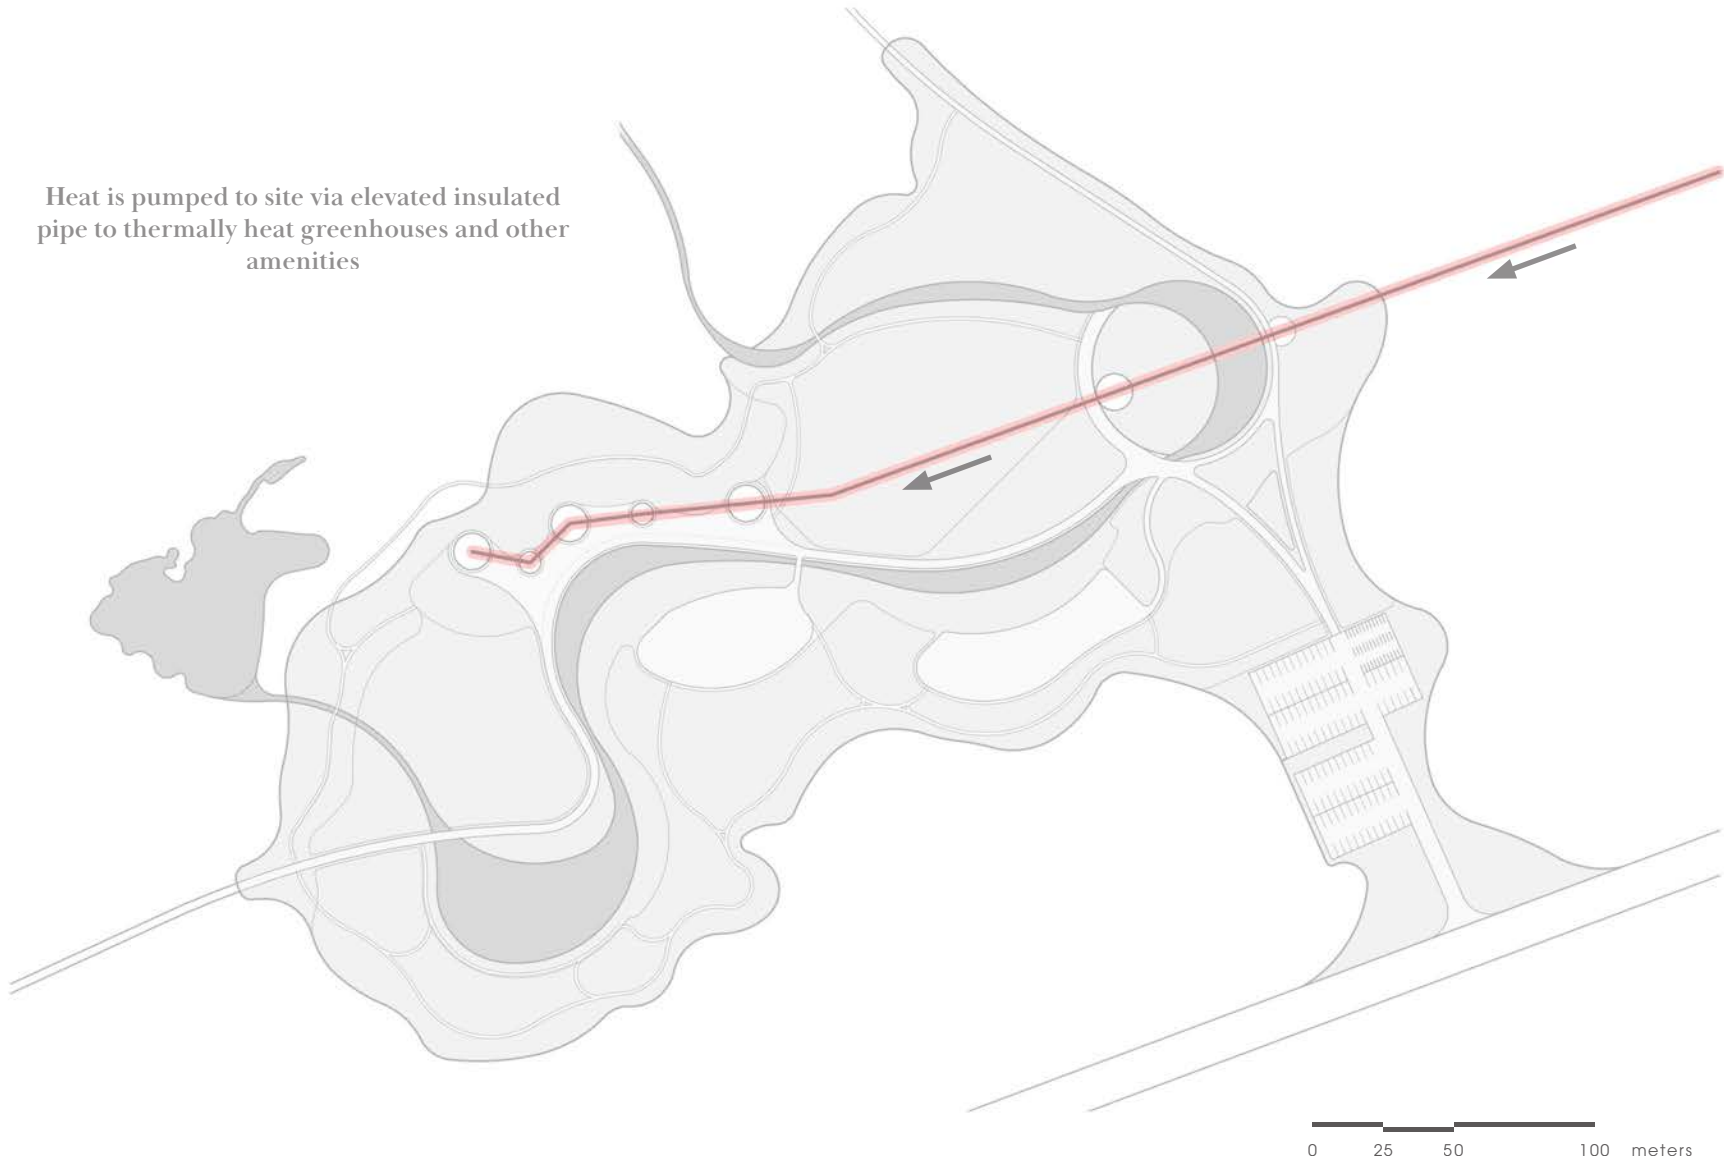 Heat is pumped to site via elevated insulated
pipe to thermally heat greenhouses and other
amenities
0 25 50 100 meters